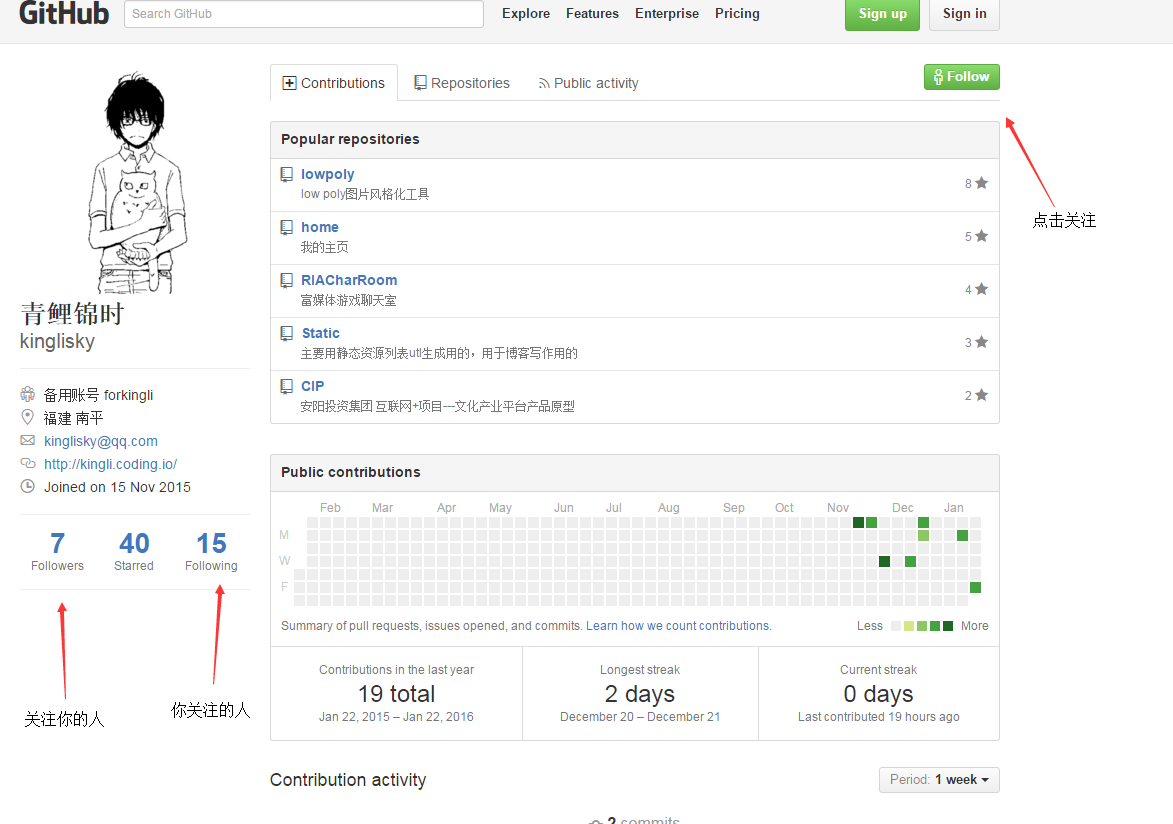 GitHub
Search GitHub
Explore Features Enterprise Pricing
Sign up
Sign in
Contributions
Repositories
Public activity
Follow
点击关注
Popular repositories
lowpoly
low poly图片风格化工具
8
home
我的主页
5
RIACharRoom
富媒体游戏聊天室
4
Static
主要用静态资源列表utl生成用的，用于博客写作用的
3
CIP
安阳投资集团 互联网+项目---文化产业平台产品原型
2
青鲤锦时
kinglisky
备用账号 forkingli
福建 南平
kinglisky@qq.com
http://kingli.coding.io/
Joined on 15 Nov 2015
7
Followers
40
Starred
15
Following
关注你的人
你关注的人
Public contributions
Feb Mar Apr May Jun Jul Aug Sep Oct Nov Dec Jan
M
W
F
Summary of pull requests, issues opened, and commits. Learn how we count contributions.
Less More
Contributions in the last year
19 total
Jan 22, 2015 – Jan 22, 2016
Longest streak
2 days
December 20 – December 21
Current streak
0 days
Last contributed 19 hours ago
Contribution activity
Period: 1 week
2 commits